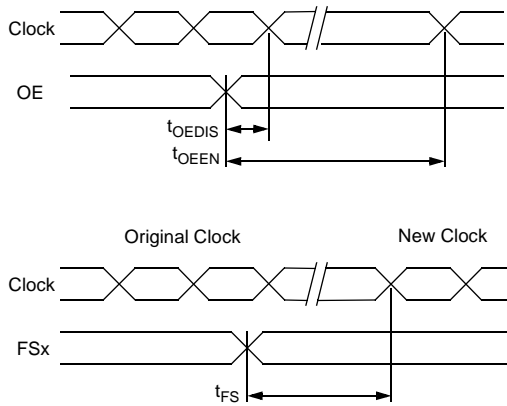 Clock
OE
tOEDIS
tOEEN
Original Clock New Clock
Clock
FSx
tFS